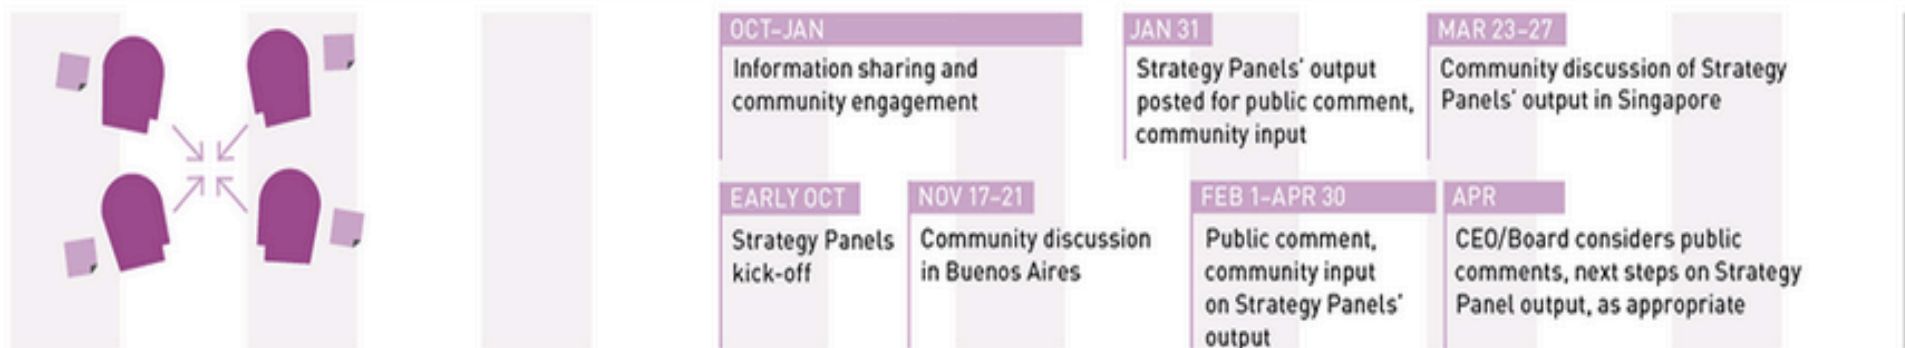 OCT–JAN
Information sharing and
community engagement
JAN 31
Strategy Panels' output
posted for public comment,
community input
MAR 23–27
Community discussion of Strategy
Panels' output in Singapore
EARLY OCT
Strategy Panels
kick-off
NOV 17–21
Community discussion
in Buenos Aires
FEB 1–APR 30
Public comment,
community input
on Strategy Panels'
output
APR
CEO/Board considers public
comments, next steps on Strategy
Panel output, as appropriate